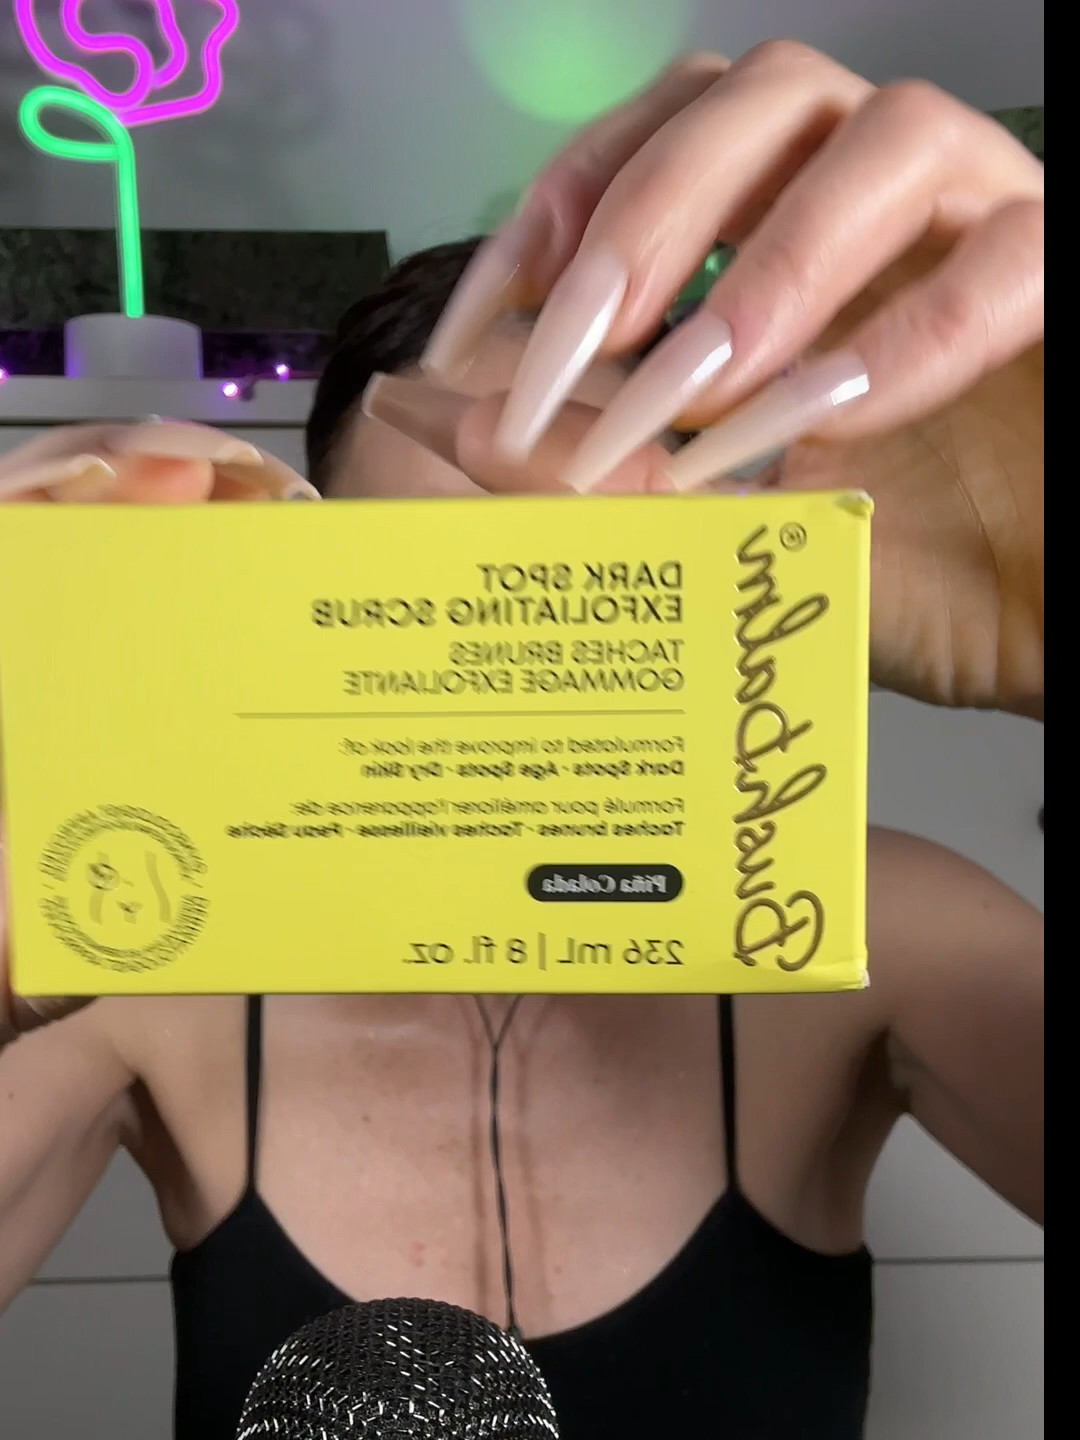 Bushbalm®
DARK SPOT
EXFOLIATING SCRUB
TACHES BRUNES
GOMMAGE EXFOLIANTE
Formulated to improve the look of:
Dark Spots · Age Spots · Dry Skin
Formulé pour améliorer l'apparence de:
Taches brunes · Taches vieillesse · Peau Sèche
Piña Colada
236 mL | 8 fl. oz.